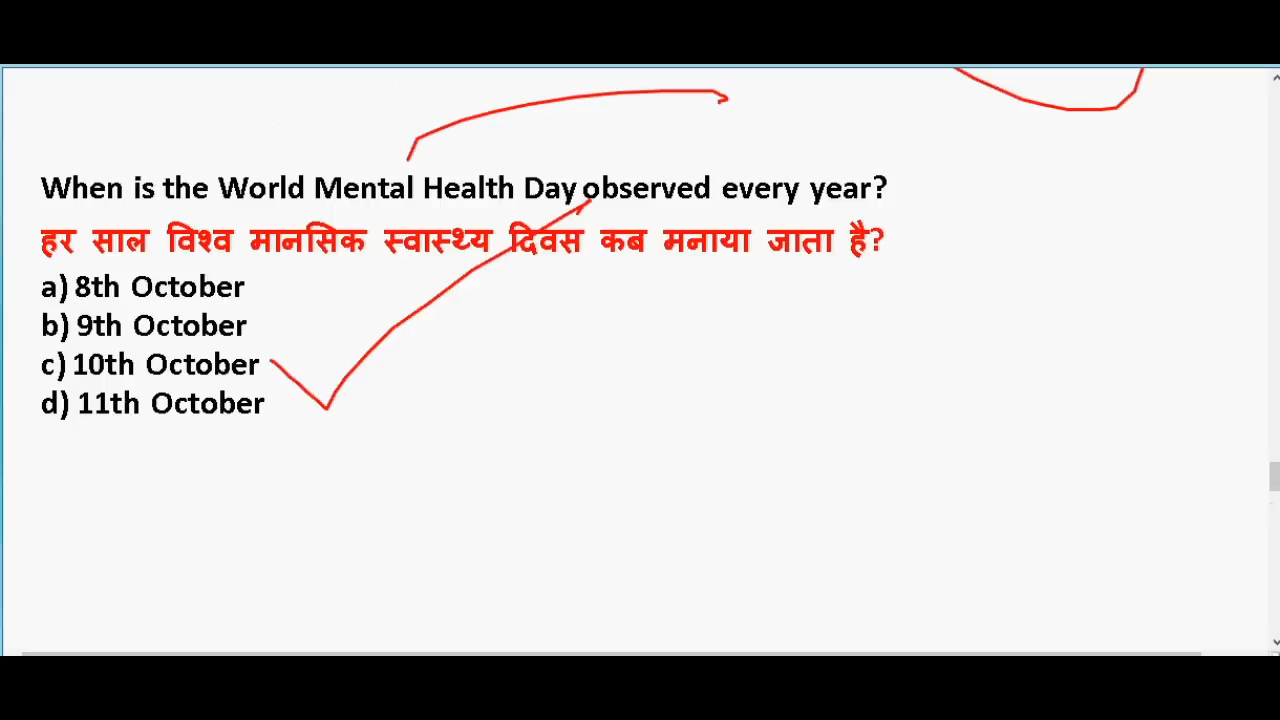 When is the World Mental Health Day observed every year?
हर साल विश्व मानसिक स्वास्थ्य दिवस कब मनाया जाता है?
a) 8th October
b) 9th October
c) 10th October
d) 11th October